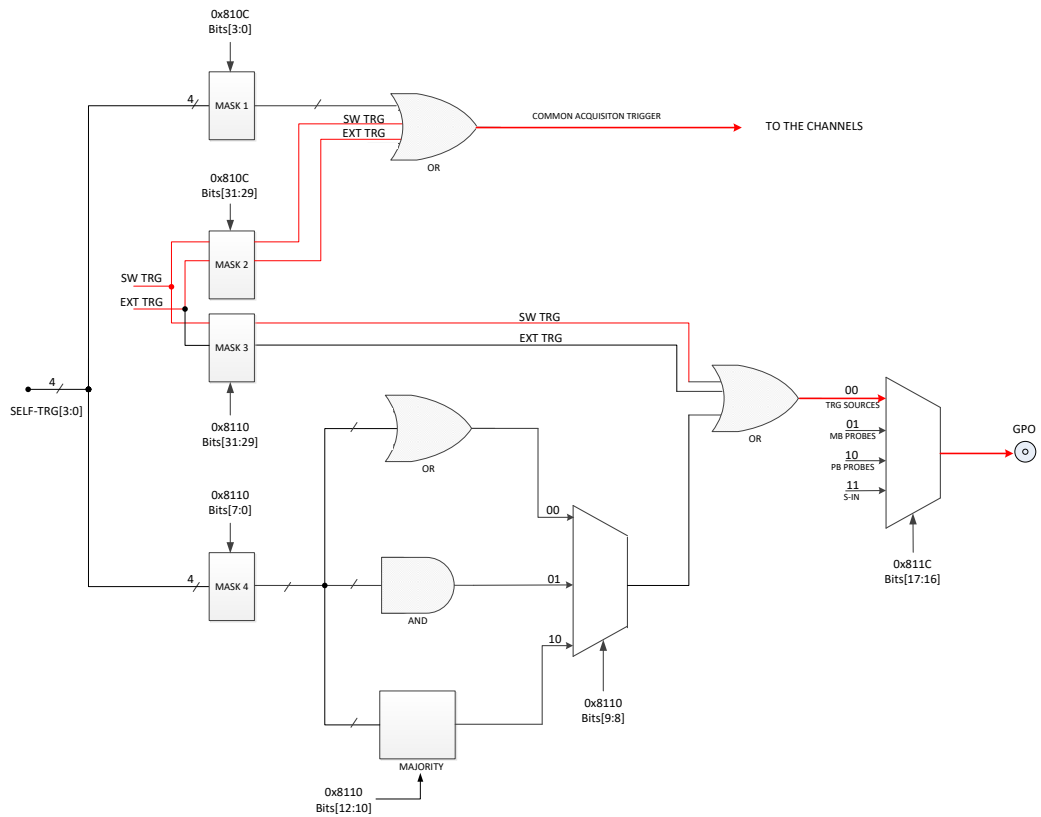 0x810C
Bits[3:0]
4
MASK 1
SW TRG
EXT TRG
OR
COMMON ACQUISITON TRIGGER
TO THE CHANNELS
0x810C
Bits[31:29]
MASK 2
SW TRG
EXT TRG
MASK 3
SW TRG
EXT TRG
4
SELF-TRG[3:0]
0x8110
Bits[31:29]
OR
OR
00
TRG SOURCES
01
MB PROBES
10
PB PROBES
11
S-IN
GPO
0x811C
Bits[17:16]
0x8110
Bits[7:0]
4
MASK 4
AND
00
01
10
0x8110
Bits[9:8]
MAJORITY
0x8110
Bits[12:10]